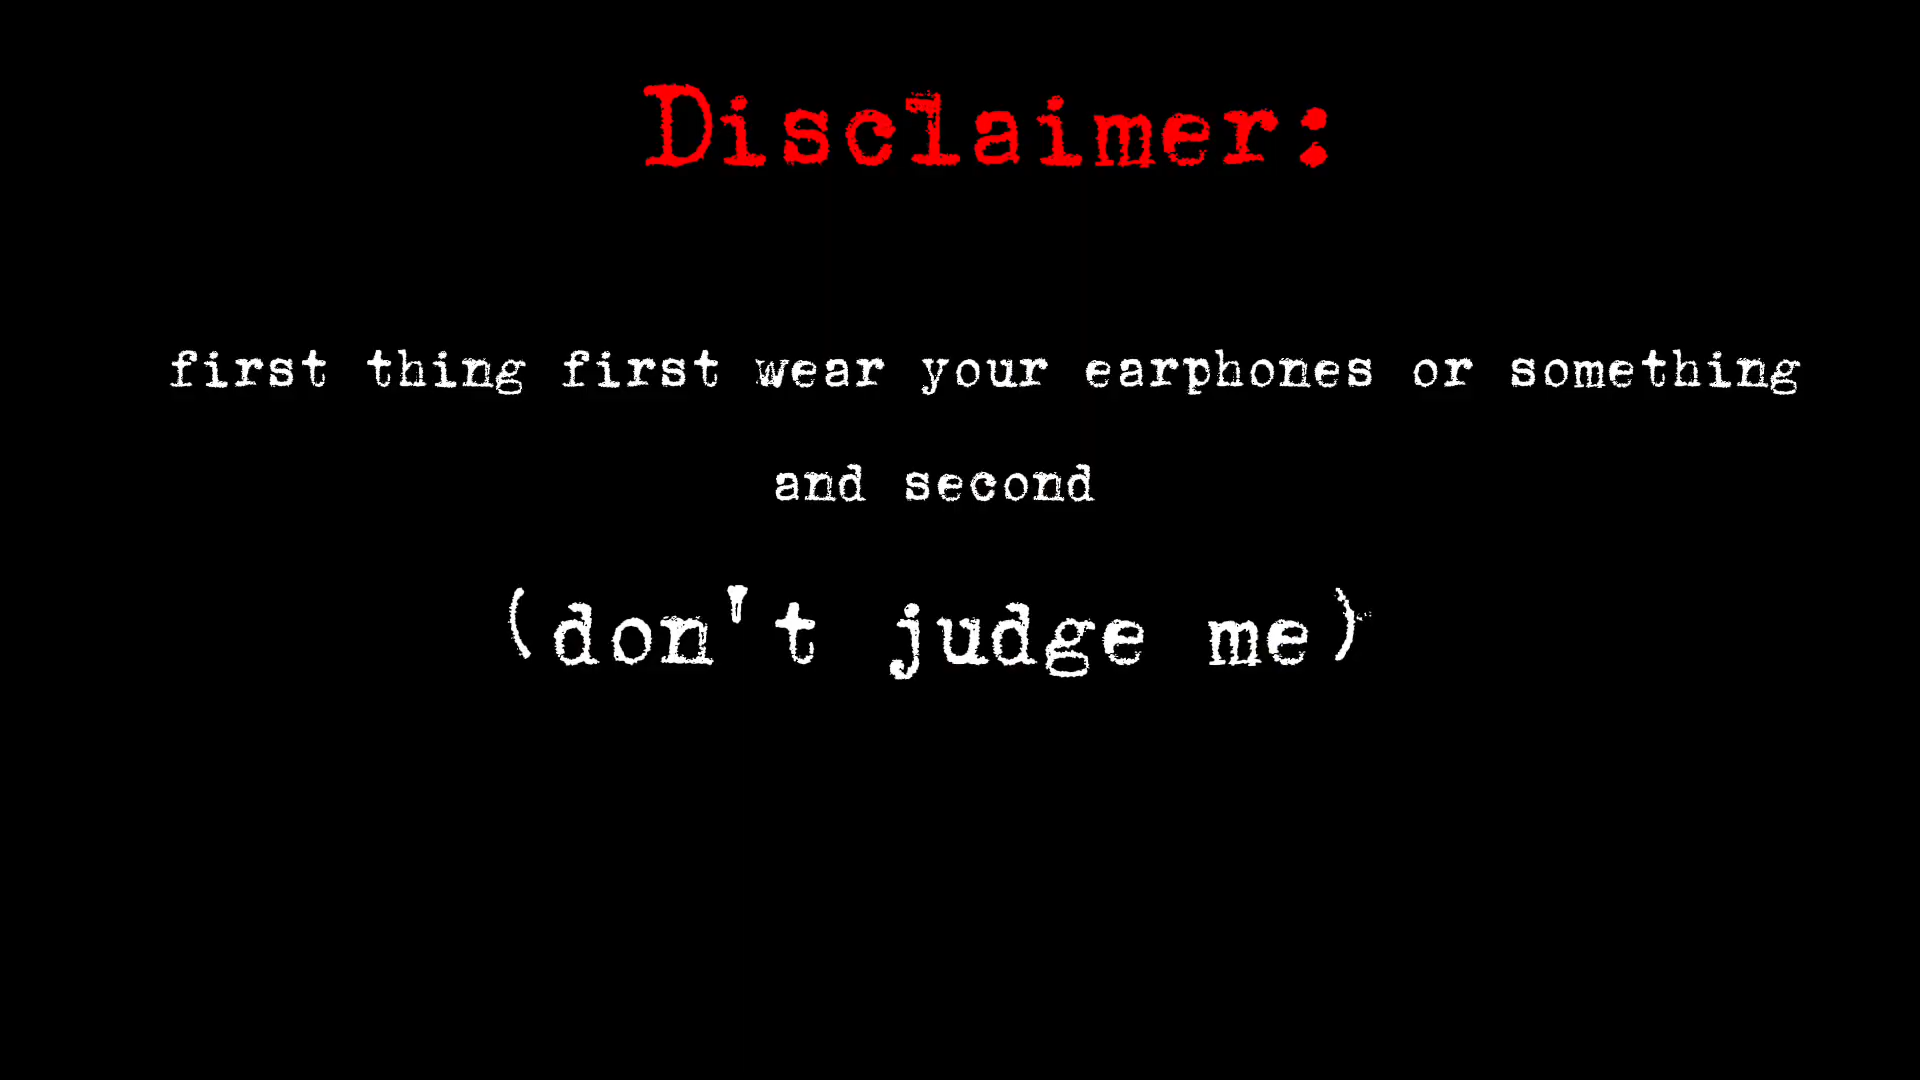 Disclaimer:
first thing first wear your earphones or something
and second
(don't judge me)